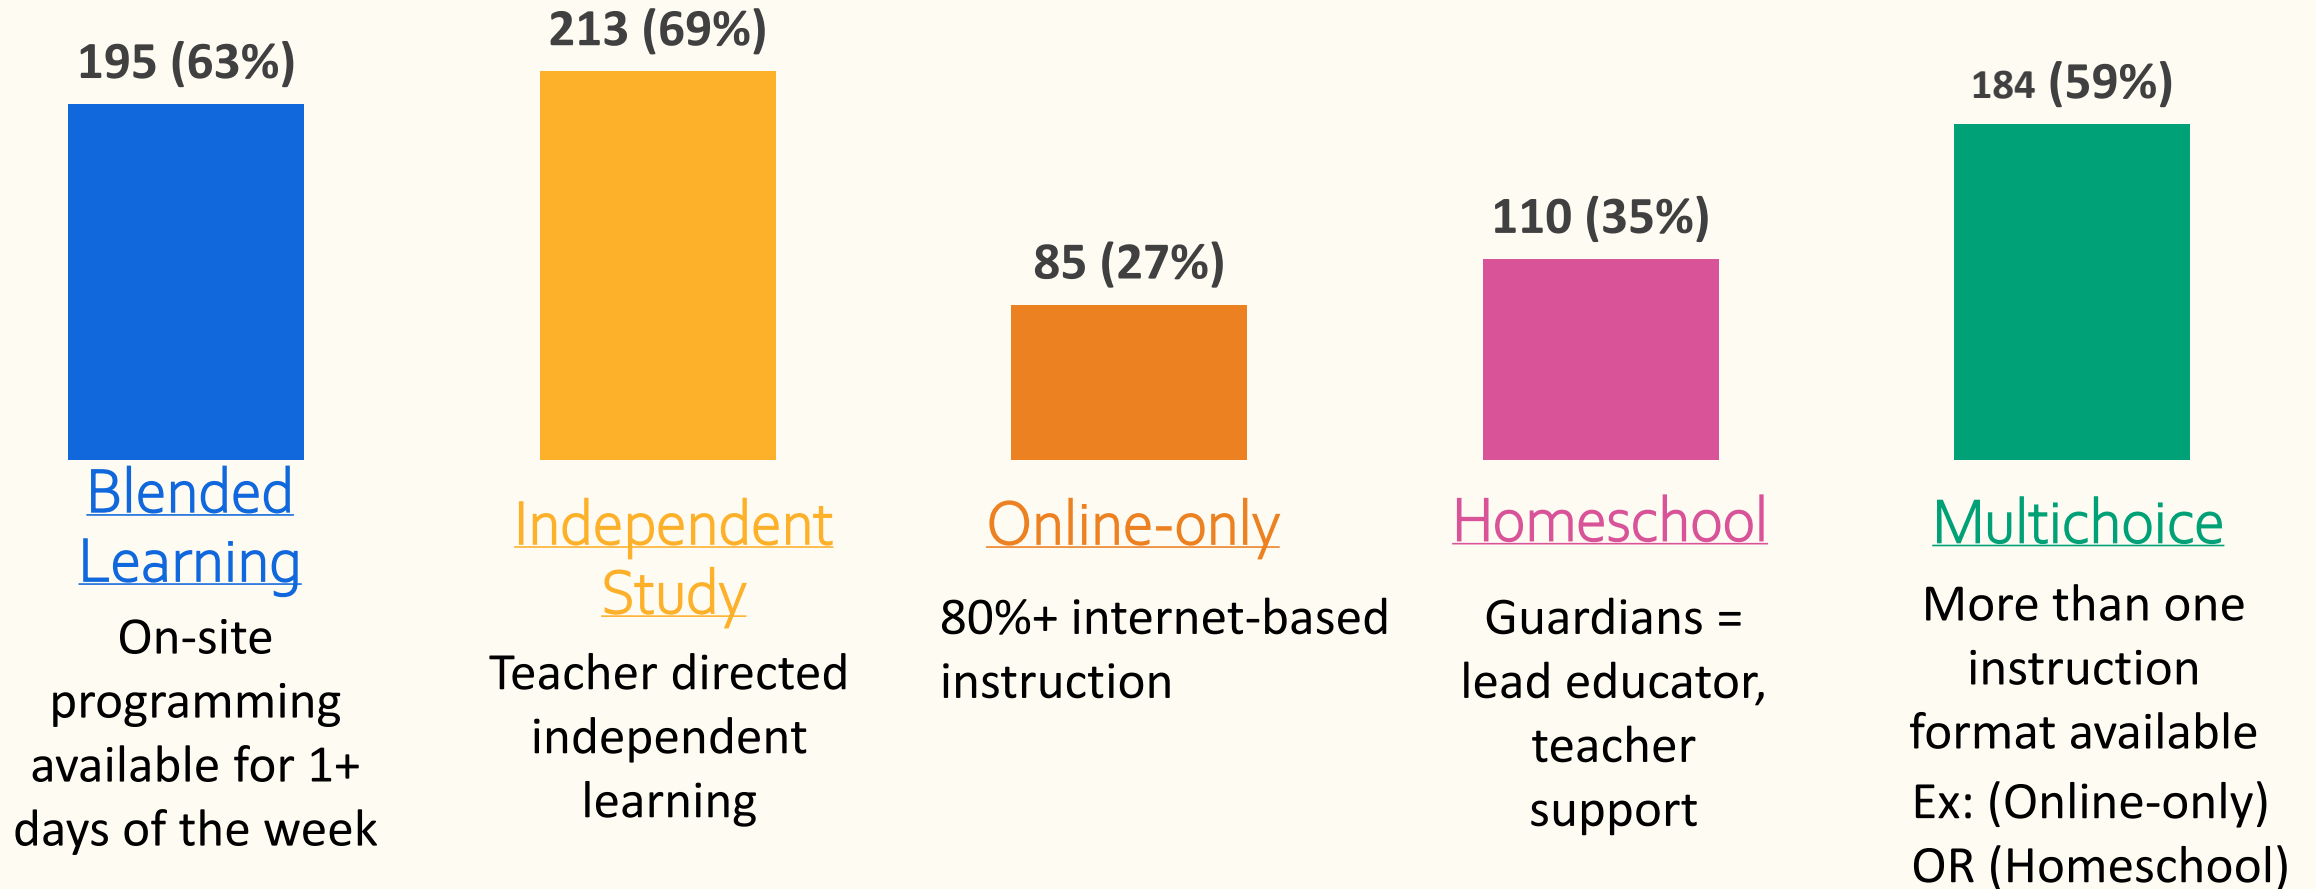 195 (63%)
Blended
Learning
On-site
programming
available for 1+
days of the week
213 (69%)
Independent
Study
Teacher directed
independent
learning
85 (27%)
Online-only
80%+ internet-based
instruction
110 (35%)
Homeschool
Guardians =
lead educator,
teacher
support
184 (59%)
Multichoice
More than one
instruction
format available
Ex: (Online-only)
OR (Homeschool)